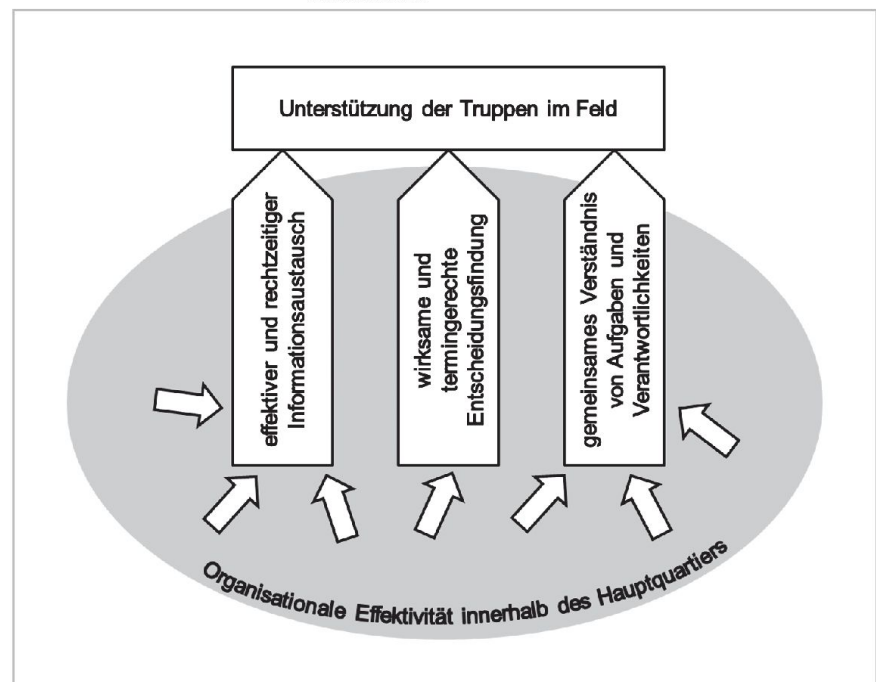 Unterstützung der Truppen im Feld
effektiver und rechtzeitiger
Informationsaustausch
wirksame und
termingerechte
Entscheidungsfindung
gemeinsames Verständnis
von Aufgaben und
Verantwortlichkeiten
Organisationale Effektivität innerhalb des Hauptquartiers